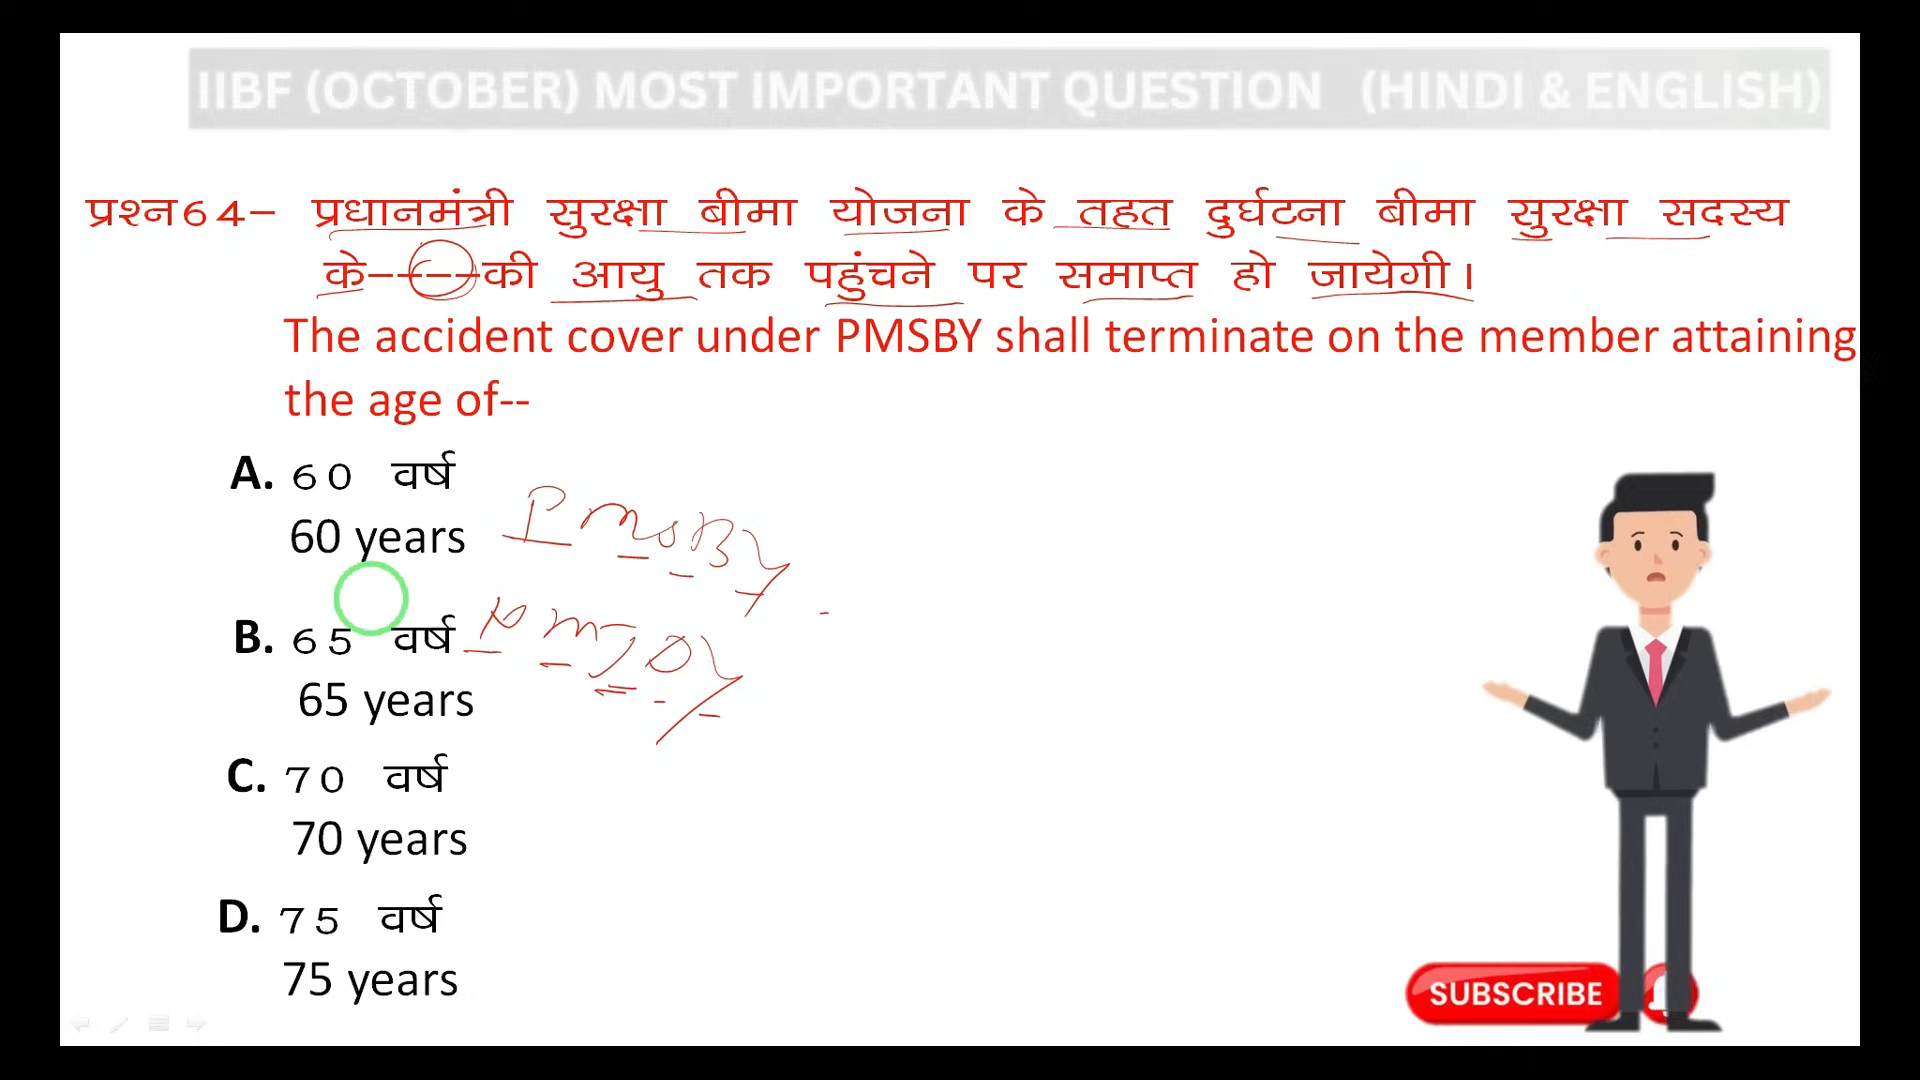 IIBF (OCTOBER) MOST IMPORTANT QUESTION (HINDI & ENGLISH)
प्रश्न64- प्रधानमंत्री सुरक्षा बीमा योजना के तहत दुर्घटना बीमा सुरक्षा सदस्य
के----की आयु तक पहुंचने पर समाप्त हो जायेगी।
The accident cover under PMSBY shall terminate on the member attaining
the age of--
A. 60 वर्ष
60 years
PMSBY
B. 65 वर्ष
PMJDY
65 years
C. 70 वर्ष
70 years
D. 75 वर्ष
75 years
SUBSCRIBE